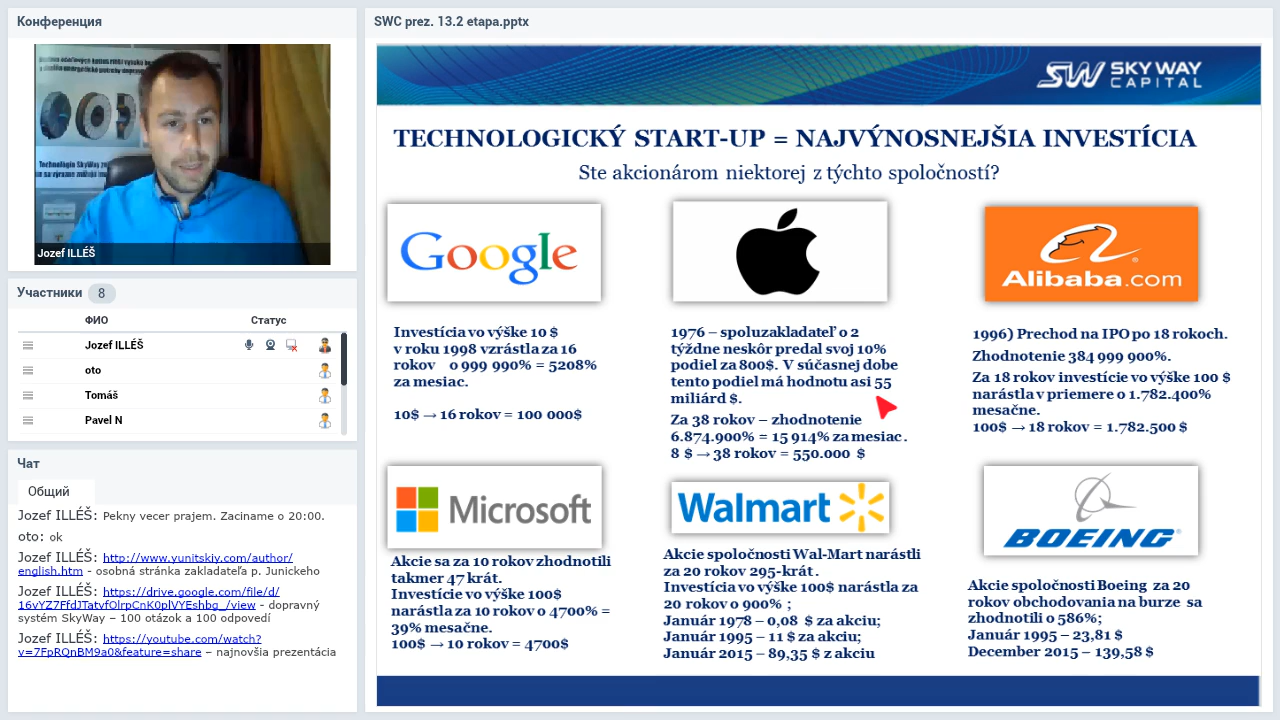 Конференция
Jozef ILLÉŠ
Участники 8
ФИО Статус
Jozef ILLÉŠ
oto
Tomáš
Pavel N
Чат
Общий
Jozef ILLÉŠ: Pekny vecer prajem. Zaciname o 20:00.
oto: ok
Jozef ILLÉŠ: http://www.yunitskiy.com/author/
english.htm - osobná stránka zakladateľa p. Junickeho
Jozef ILLÉŠ: https://drive.google.com/file/d/
- dopravný
systém SkyWay – 100 otázok a 100 odpovedí
Jozef ILLÉŠ: https://youtube.com/watch?
v=7FpRQnBM9a0&feature=share – najnovšia prezentácia
SWC prez. 13.2 etapa.pptx
SW SKY WAY
CAPITAL
TECHNOLOGICKÝ START-UP = NAJVÝNOSNEJŠIA INVESTÍCIA
Ste akcionárom niektorej z týchto spoločností?
Google
Investícia vo výške 10 $
v roku 1998 vzrástla za 16
rokov o 999 990% = 5208%
za mesiac.
10$ → 16 rokov = 100 000$
1976 – spoluzakladateľ o 2
týždne neskôr predal svoj 10%
podiel za 800$. V súčasnej dobe
tento podiel má hodnotu asi 55
miliárd $.
Za 38 rokov – zhodnotenie
6.874.900% = 15 914% za mesiac.
8 $ → 38 rokov = 550.000 $
Alibaba.com
1996) Prechod na IPO po 18 rokoch.
Zhodnotenie 384 999 900%.
Za 18 rokov investície vo výške 100 $
narástla v priemere o 1.782.400%
mesačne.
100$ → 18 rokov = 1.782.500 $
Microsoft
Akcie sa za 10 rokov zhodnotili
takmer 47 krát.
Investície vo výške 100$
narástla za 10 rokov o 4700% =
39% mesačne.
100$ → 10 rokov = 4700$
Walmart
Akcie spoločnosti Wal-Mart narástli
za 20 rokov 295-krát.
Investícia vo výške 100$ narástla za
20 rokov o 900% ;
Január 1978 – 0,08 $ za akciu;
Január 1995 – 11 $ za akciu;
Január 2015 – 89,35 $ z akciu
BOEING
Akcie spoločnosti Boeing za 20
rokov obchodovania na burze sa
zhodnotili o 586%;
Január 1995 – 23,81 $
December 2015 – 139,58 $